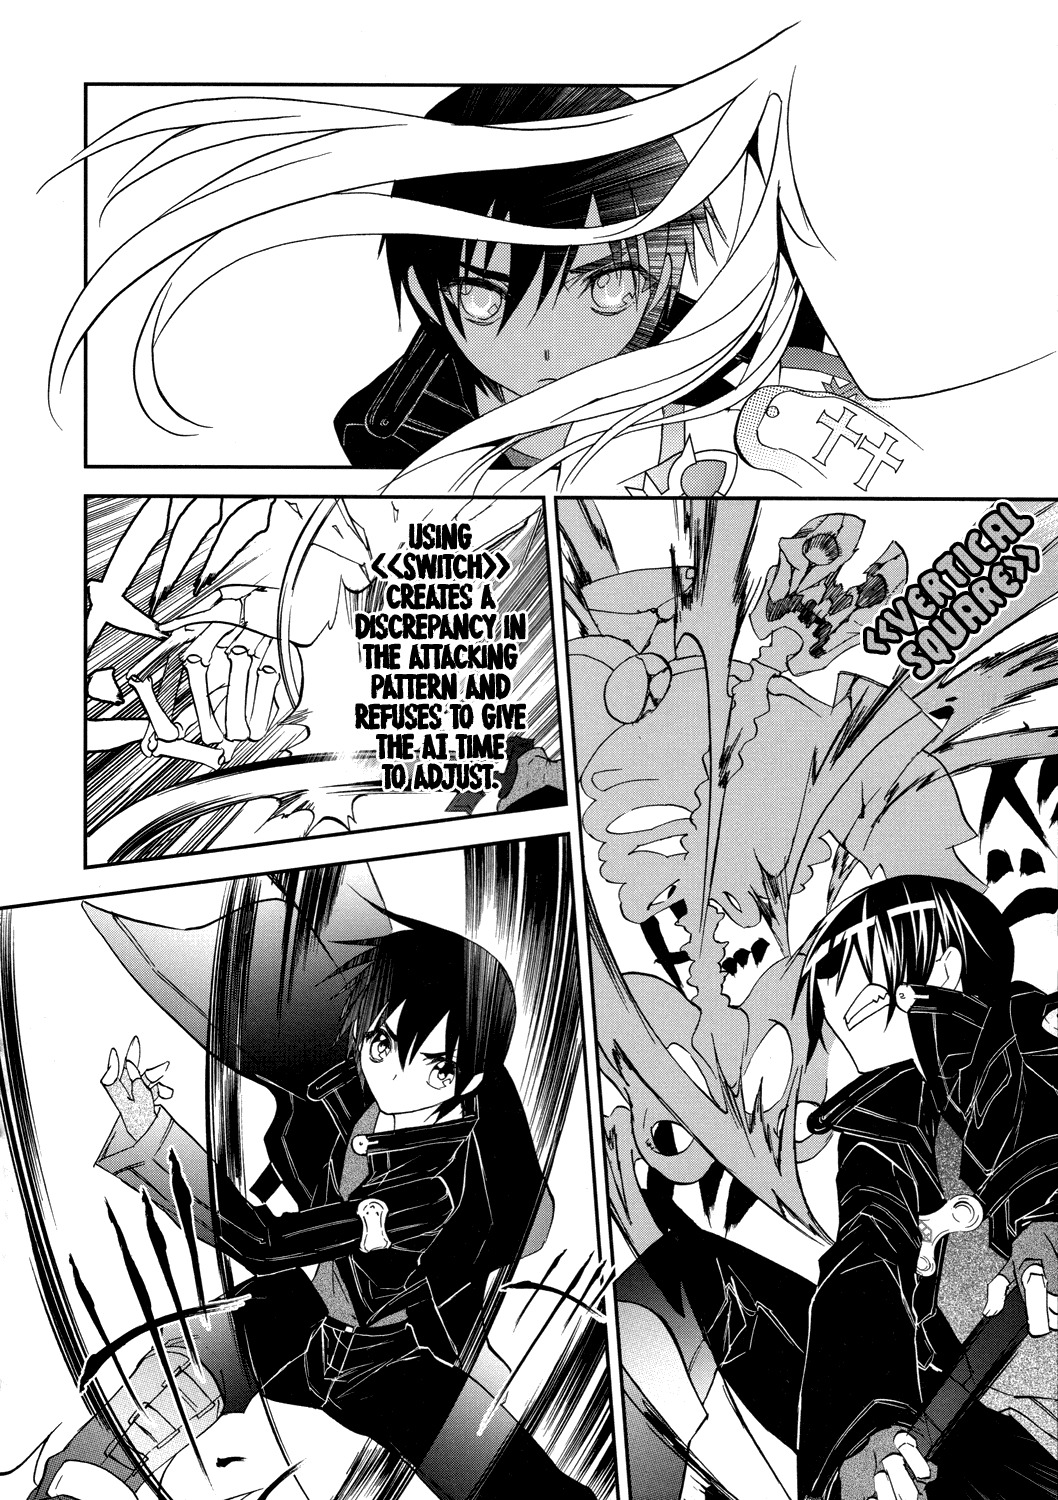 <<VERTICAL
SQUARE>>
USING
<<SWITCH>>
CREATES A
DISCREPANCY IN
THE ATTACKING
PATTERN AND
REFUSES TO GIVE
THE AI TIME
TO ADJUST.